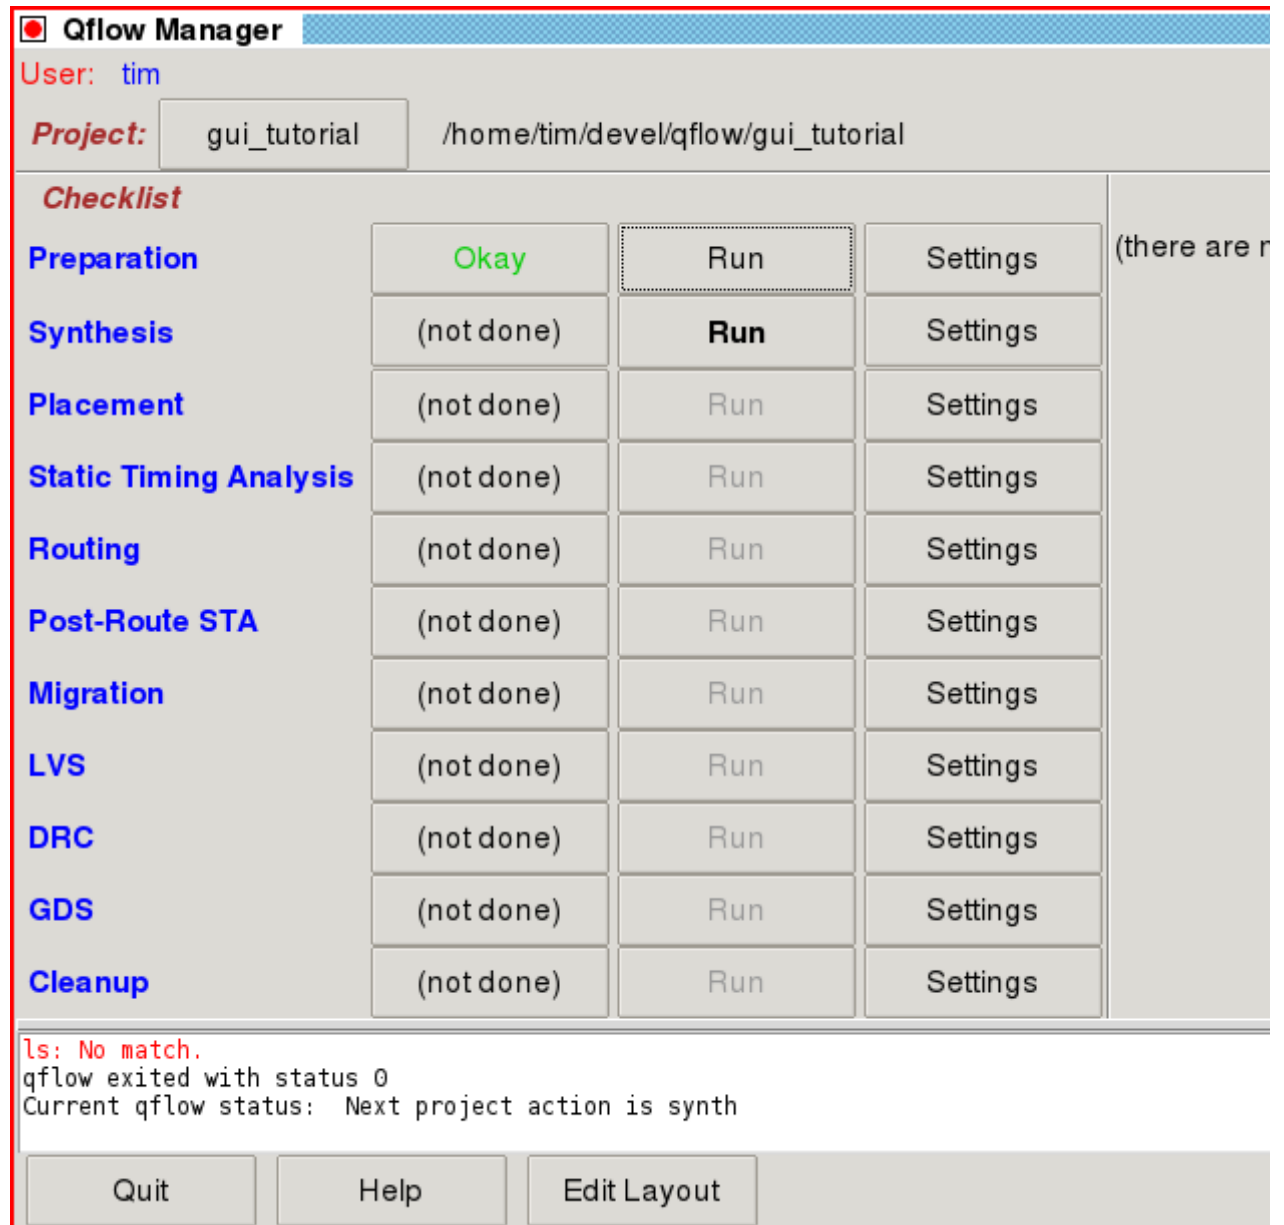 Qflow Manager
User: tim
Project: gui_tutorial /home/tim/devel/qflow/gui_tutorial
Checklist
Preparation Okay Run Settings (there are
Synthesis (not done) Run Settings
Placement (not done) Run Settings
Static Timing Analysis (not done) Run Settings
Routing (not done) Run Settings
Post-Route STA (not done) Run Settings
Migration (not done) Run Settings
LVS (not done) Run Settings
DRC (not done) Run Settings
GDS (not done) Run Settings
Cleanup (not done) Run Settings
ls: No match.
qflow exited with status 0
Current qflow status: Next project action is synth
Quit Help Edit Layout